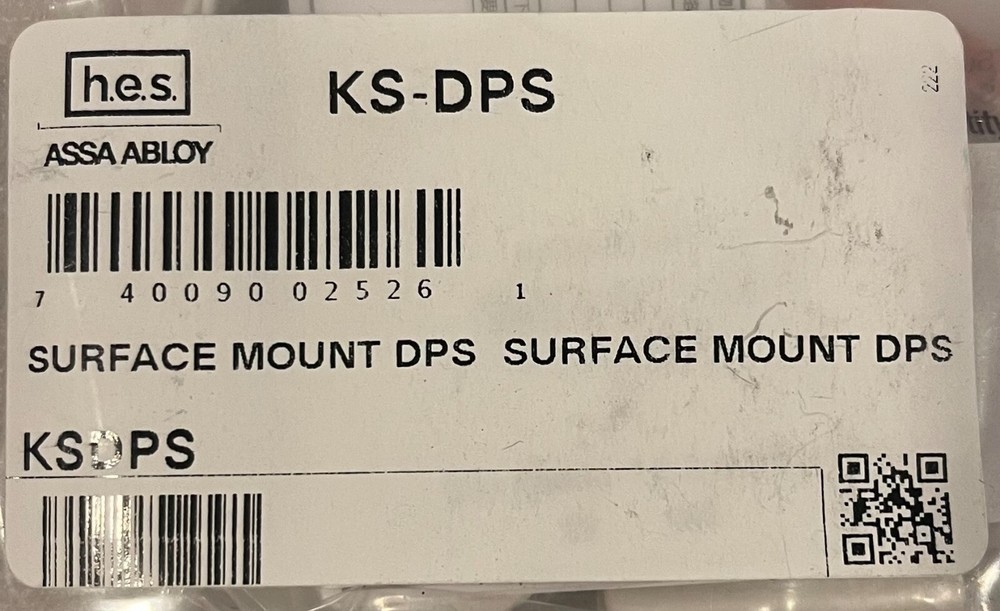 h.e.s.
KS-DPS
222
ASSA ABLOY
7 40090 02526 1
SURFACE MOUNT DPS SURFACE MOUNT DPS
KSDPS